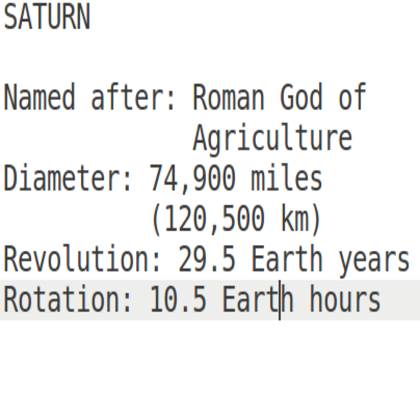 SATURN
Named after: Roman God of
Agriculture
Diameter: 74,900 miles
(120,500 km)
Revolution: 29.5 Earth years
Rotation: 10.5 Earth hours